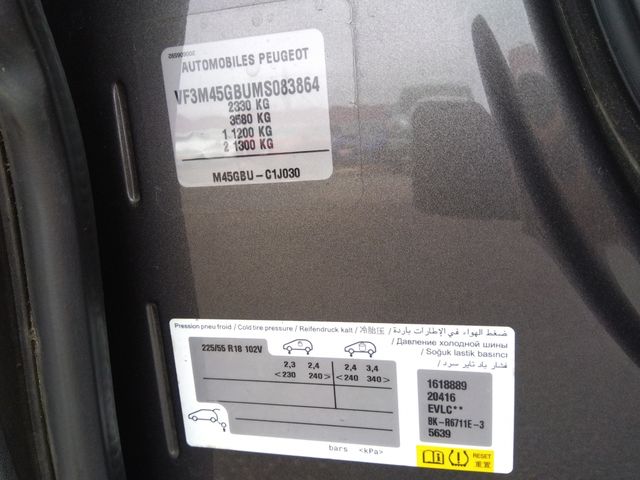 AUTOMOBILES PEUGEOT
VF3M45GBUMS083864
2330 KG
3580 KG
1 1200 KG
2 1300 KG
M45GBU - C1J030
Pression pneu froid / Cold tire pressure / Reifendruck kalt / 冷胎压 / ضغط الهواء في الإطارات باردة
/ Давление холодной шины
/ Soğuk lastik basıncı
225/55 R18 102V
2,3 2,4 2,4 3,4
<230 240> <240 340>
1618889
20416
EVLC**
8K-R6711E-3
5639
bars <kPa>
RESET
重置